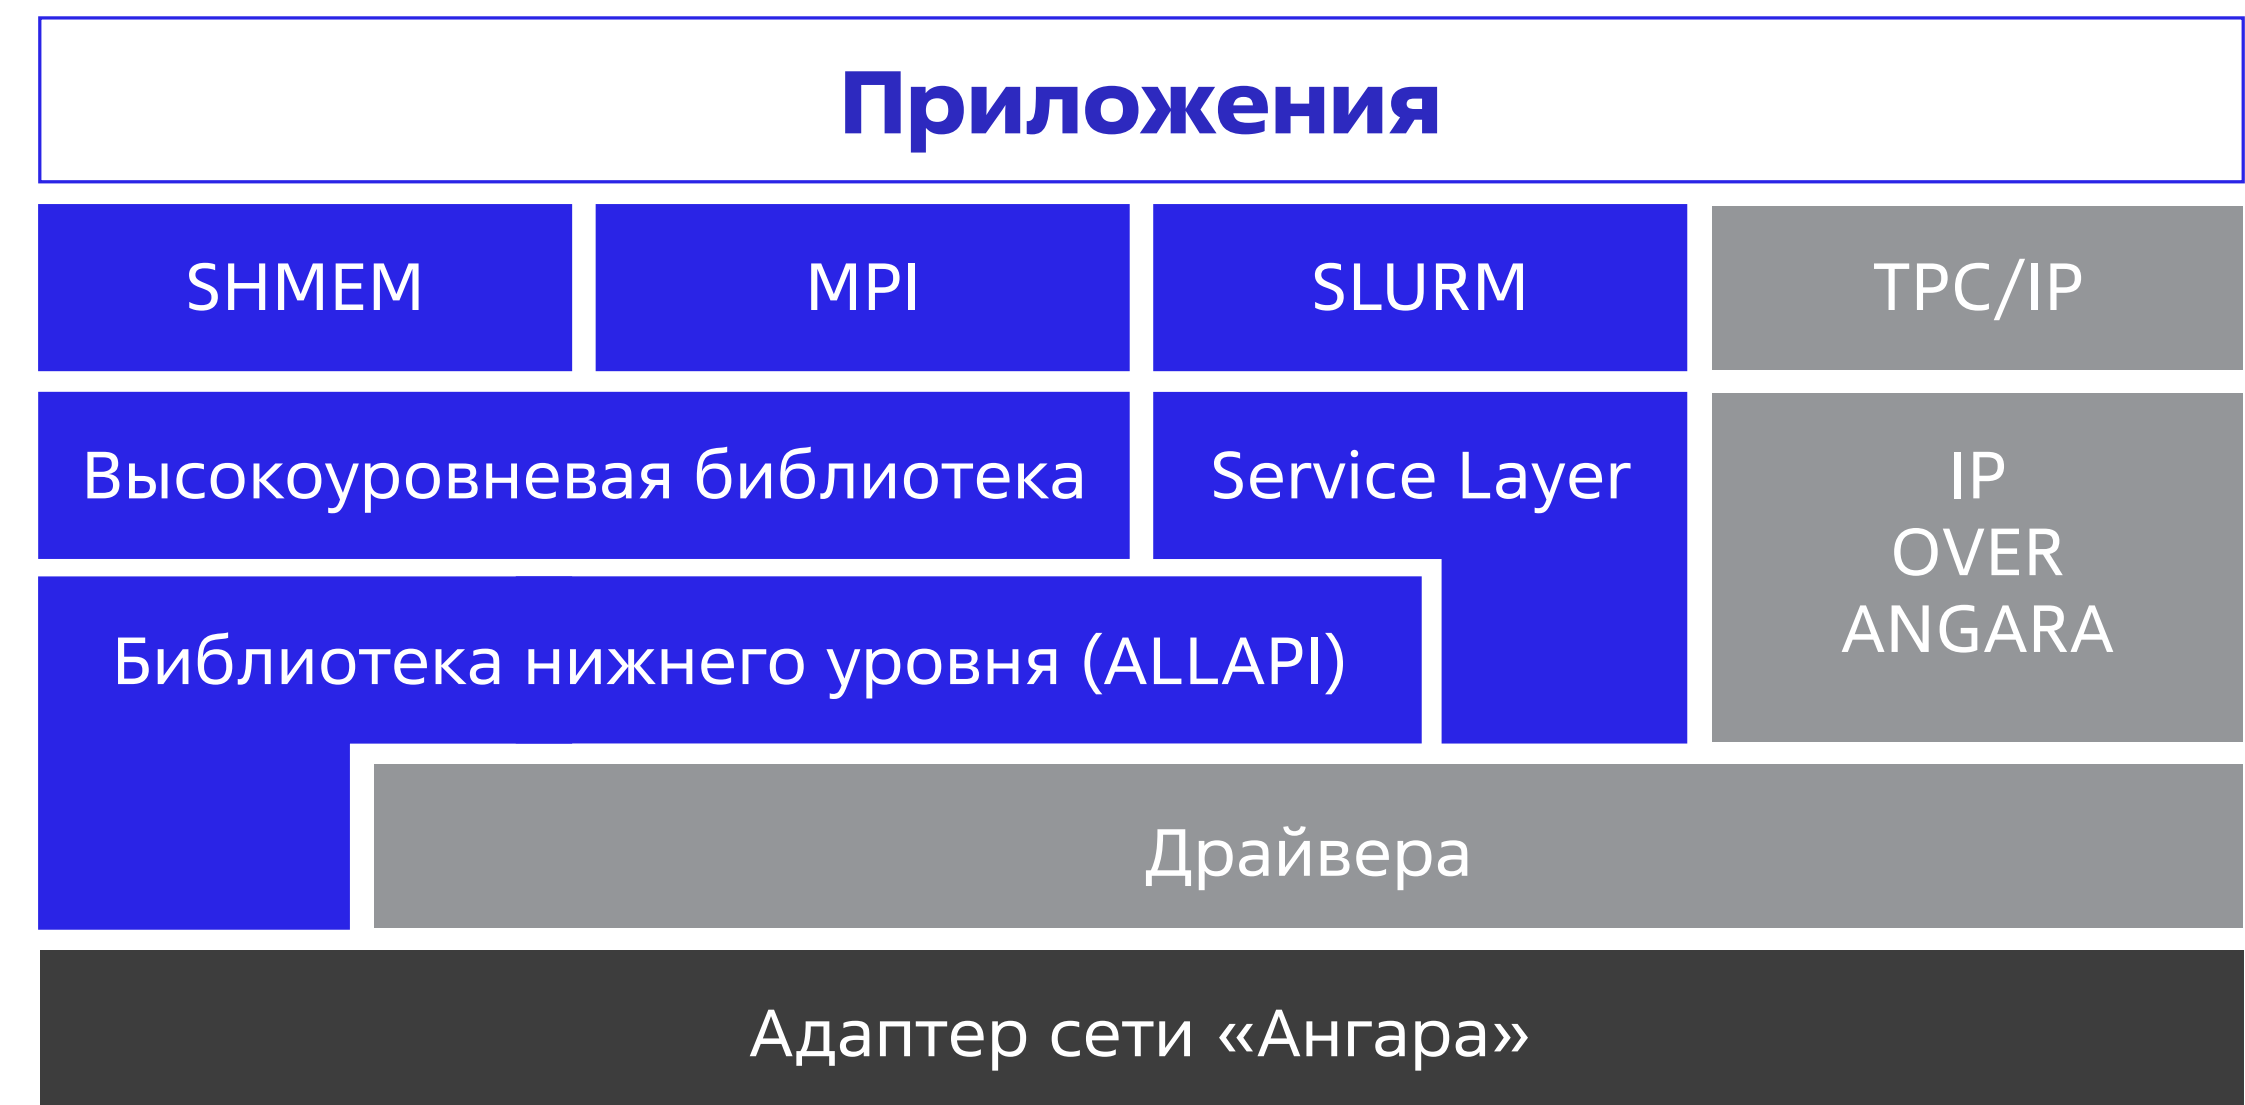 Приложения
SHMEM
MPI
SLURM
TPC/IP
Высокоуровневая библиотека
Service Layer
IP
OVER
ANGARA
Библиотека нижнего уровня (ALLAPI)
Драйвера
Адаптер сети «Ангара»